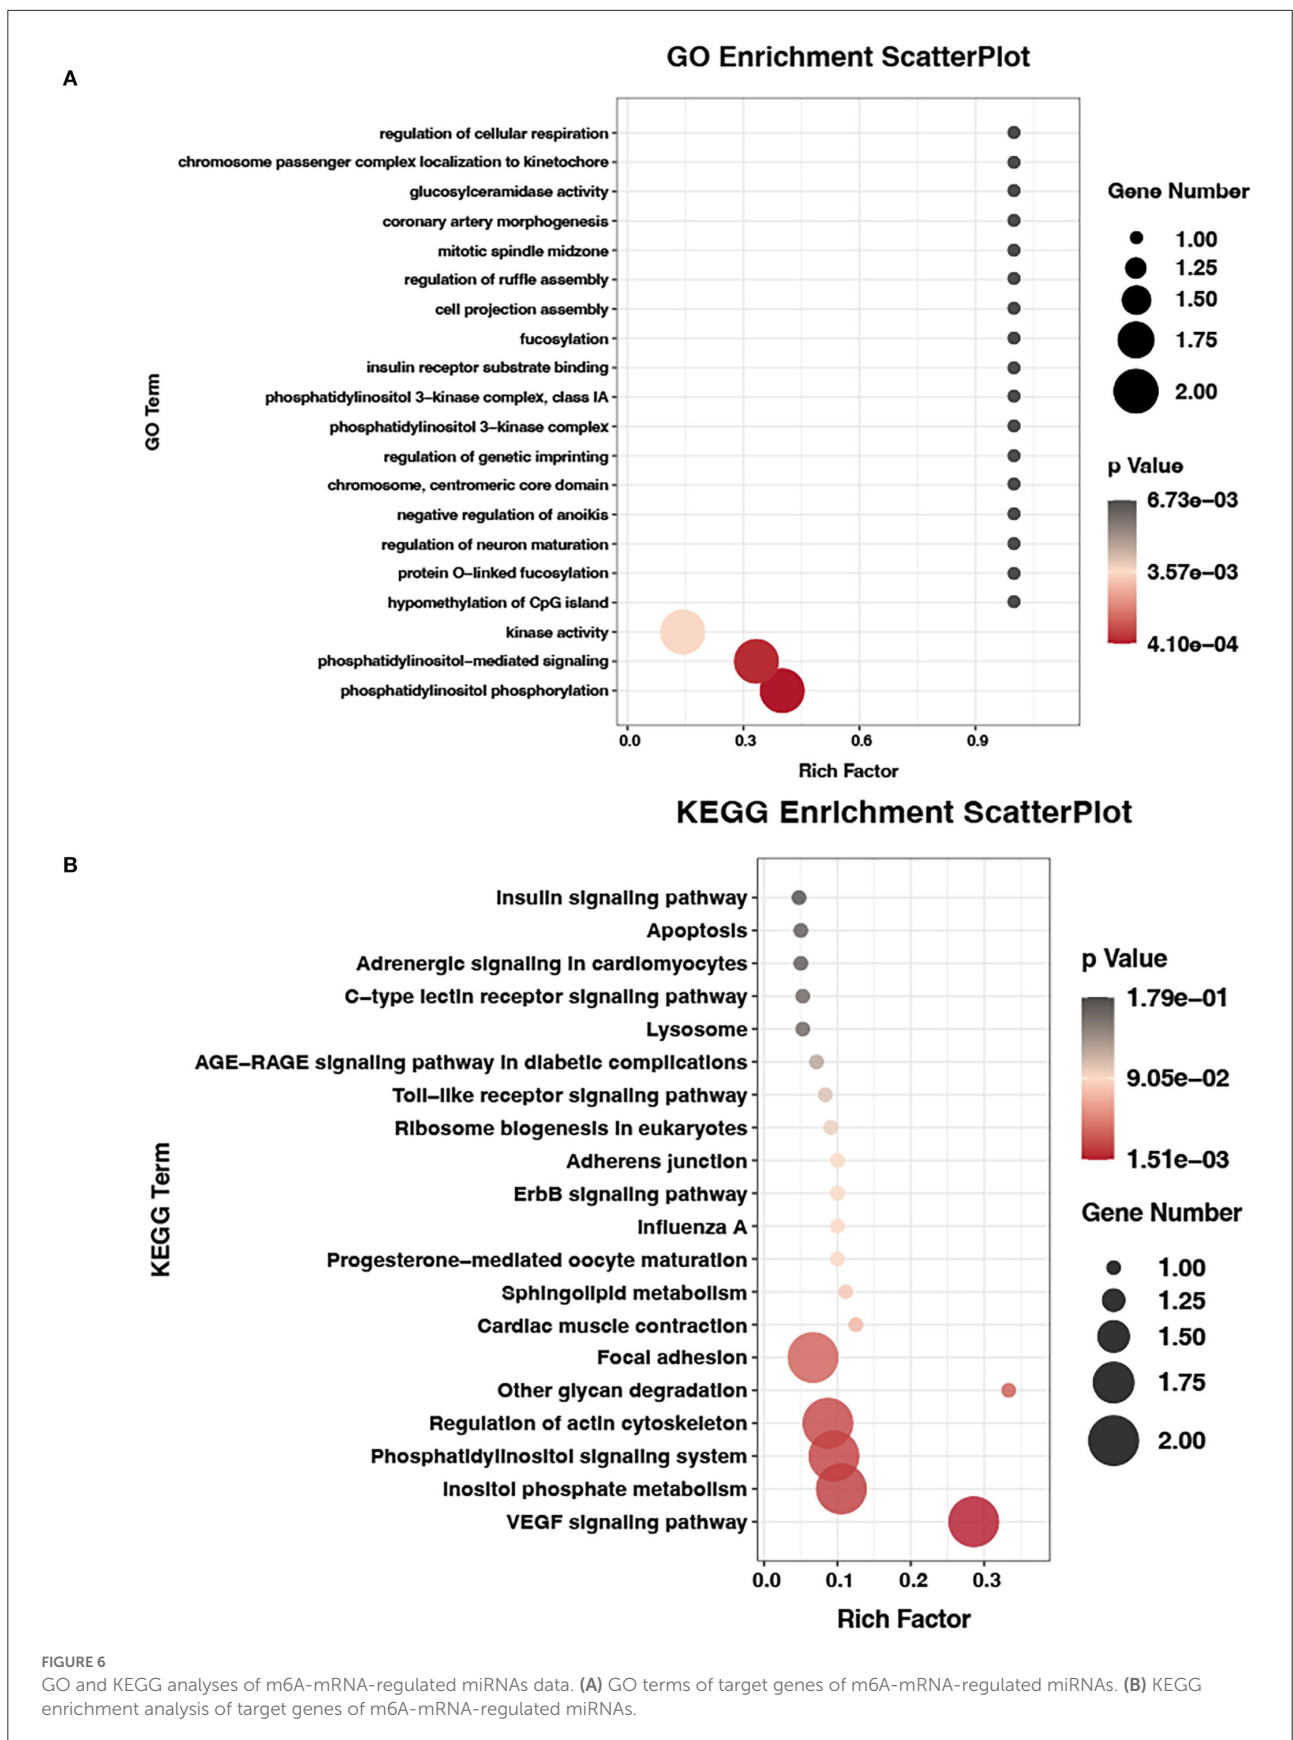 GO Enrichment ScatterPlot
A
regulation of cellular respiration
chromosome passenger complex localization to kinetochore
glucosylceramidase activity
coronary artery morphogenesis
mitotic spindle midzone
regulation of ruffle assembly
cell projection assembly
fucosylation
insulin receptor substrate binding
phosphatidylinositol 3–kinase complex, class IA
phosphatidylinositol 3–kinase complex
regulation of genetic imprinting
chromosome, centromeric core domain
negative regulation of anoikis
regulation of neuron maturation
protein O–linked fucosylation
hypomethylation of CpG island
kinase activity
phosphatidylinositol–mediated signaling
phosphatidylinositol phosphorylation
GO Term
0.0 0.3 0.6 0.9
Rich Factor
Gene Number
1.00
1.25
1.50
1.75
2.00
p Value
6.73e–03
3.57e–03
4.10e–04
KEGG Enrichment ScatterPlot
B
Insulin signaling pathway
Apoptosis
Adrenergic signaling in cardiomyocytes
C–type lectin receptor signaling pathway
Lysosome
AGE–RAGE signaling pathway in diabetic complications
Toll–like receptor signaling pathway
Ribosome biogenesis in eukaryotes
Adherens junction
ErbB signaling pathway
Influenza A
Progesterone–mediated oocyte maturation
Sphingolipid metabolism
Cardiac muscle contraction
Focal adhesion
Other glycan degradation
Regulation of actin cytoskeleton
Phosphatidylinositol signaling system
Inositol phosphate metabolism
VEGF signaling pathway
KEGG Term
0.0 0.1 0.2 0.3
Rich Factor
p Value
1.79e–01
9.05e–02
1.51e–03
Gene Number
1.00
1.25
1.50
1.75
2.00
FIGURE 6
GO and KEGG analyses of m6A-mRNA-regulated miRNAs data. (A) GO terms of target genes of m6A-mRNA-regulated miRNAs. (B) KEGG
enrichment analysis of target genes of m6A-mRNA-regulated miRNAs.